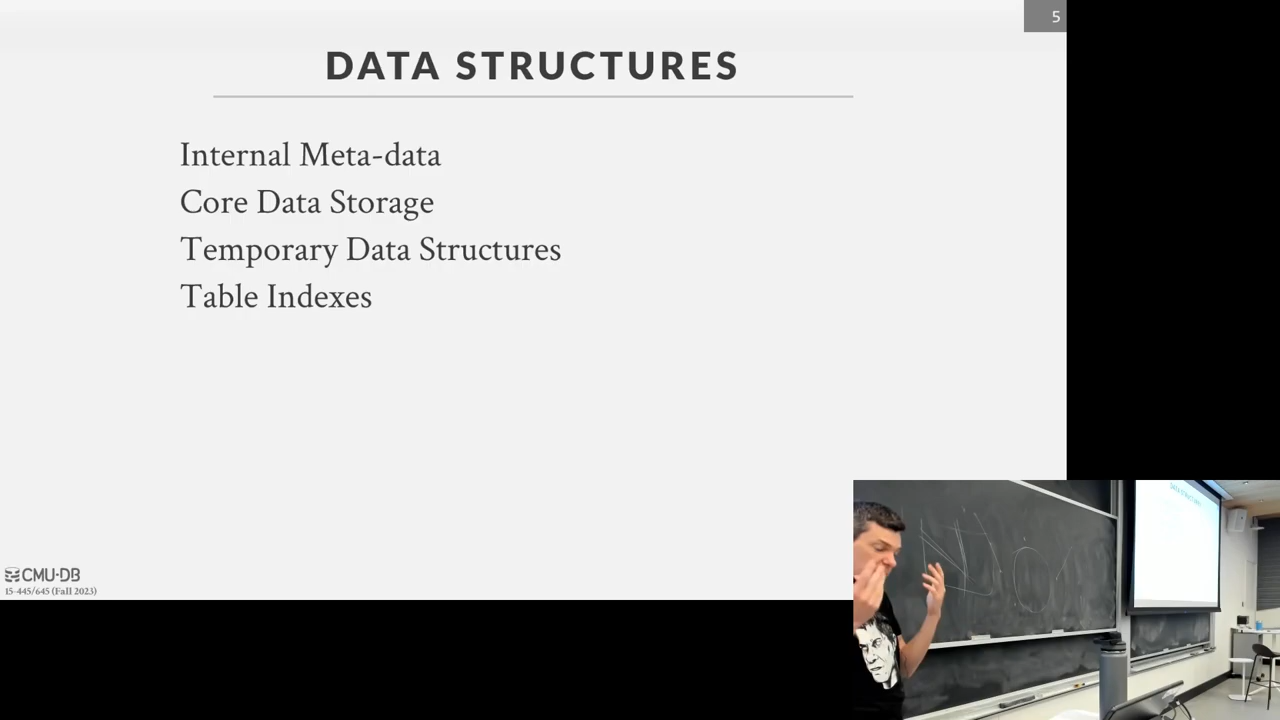 5
DATA STRUCTURES
Internal Meta-data
Core Data Storage
Temporary Data Structures
Table Indexes
CMU·DB
15-445/645 (Fall 2023)